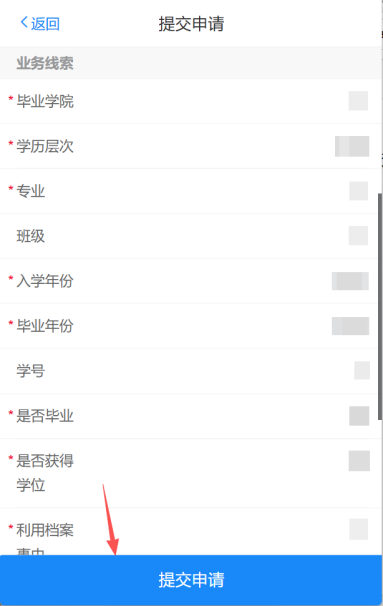 返回
提交申请
业务线索
* 毕业学院
* 学历层次
* 专业
班级
* 入学年份
* 毕业年份
学号
* 是否毕业
* 是否获得
学位
* 利用档案
提交申请